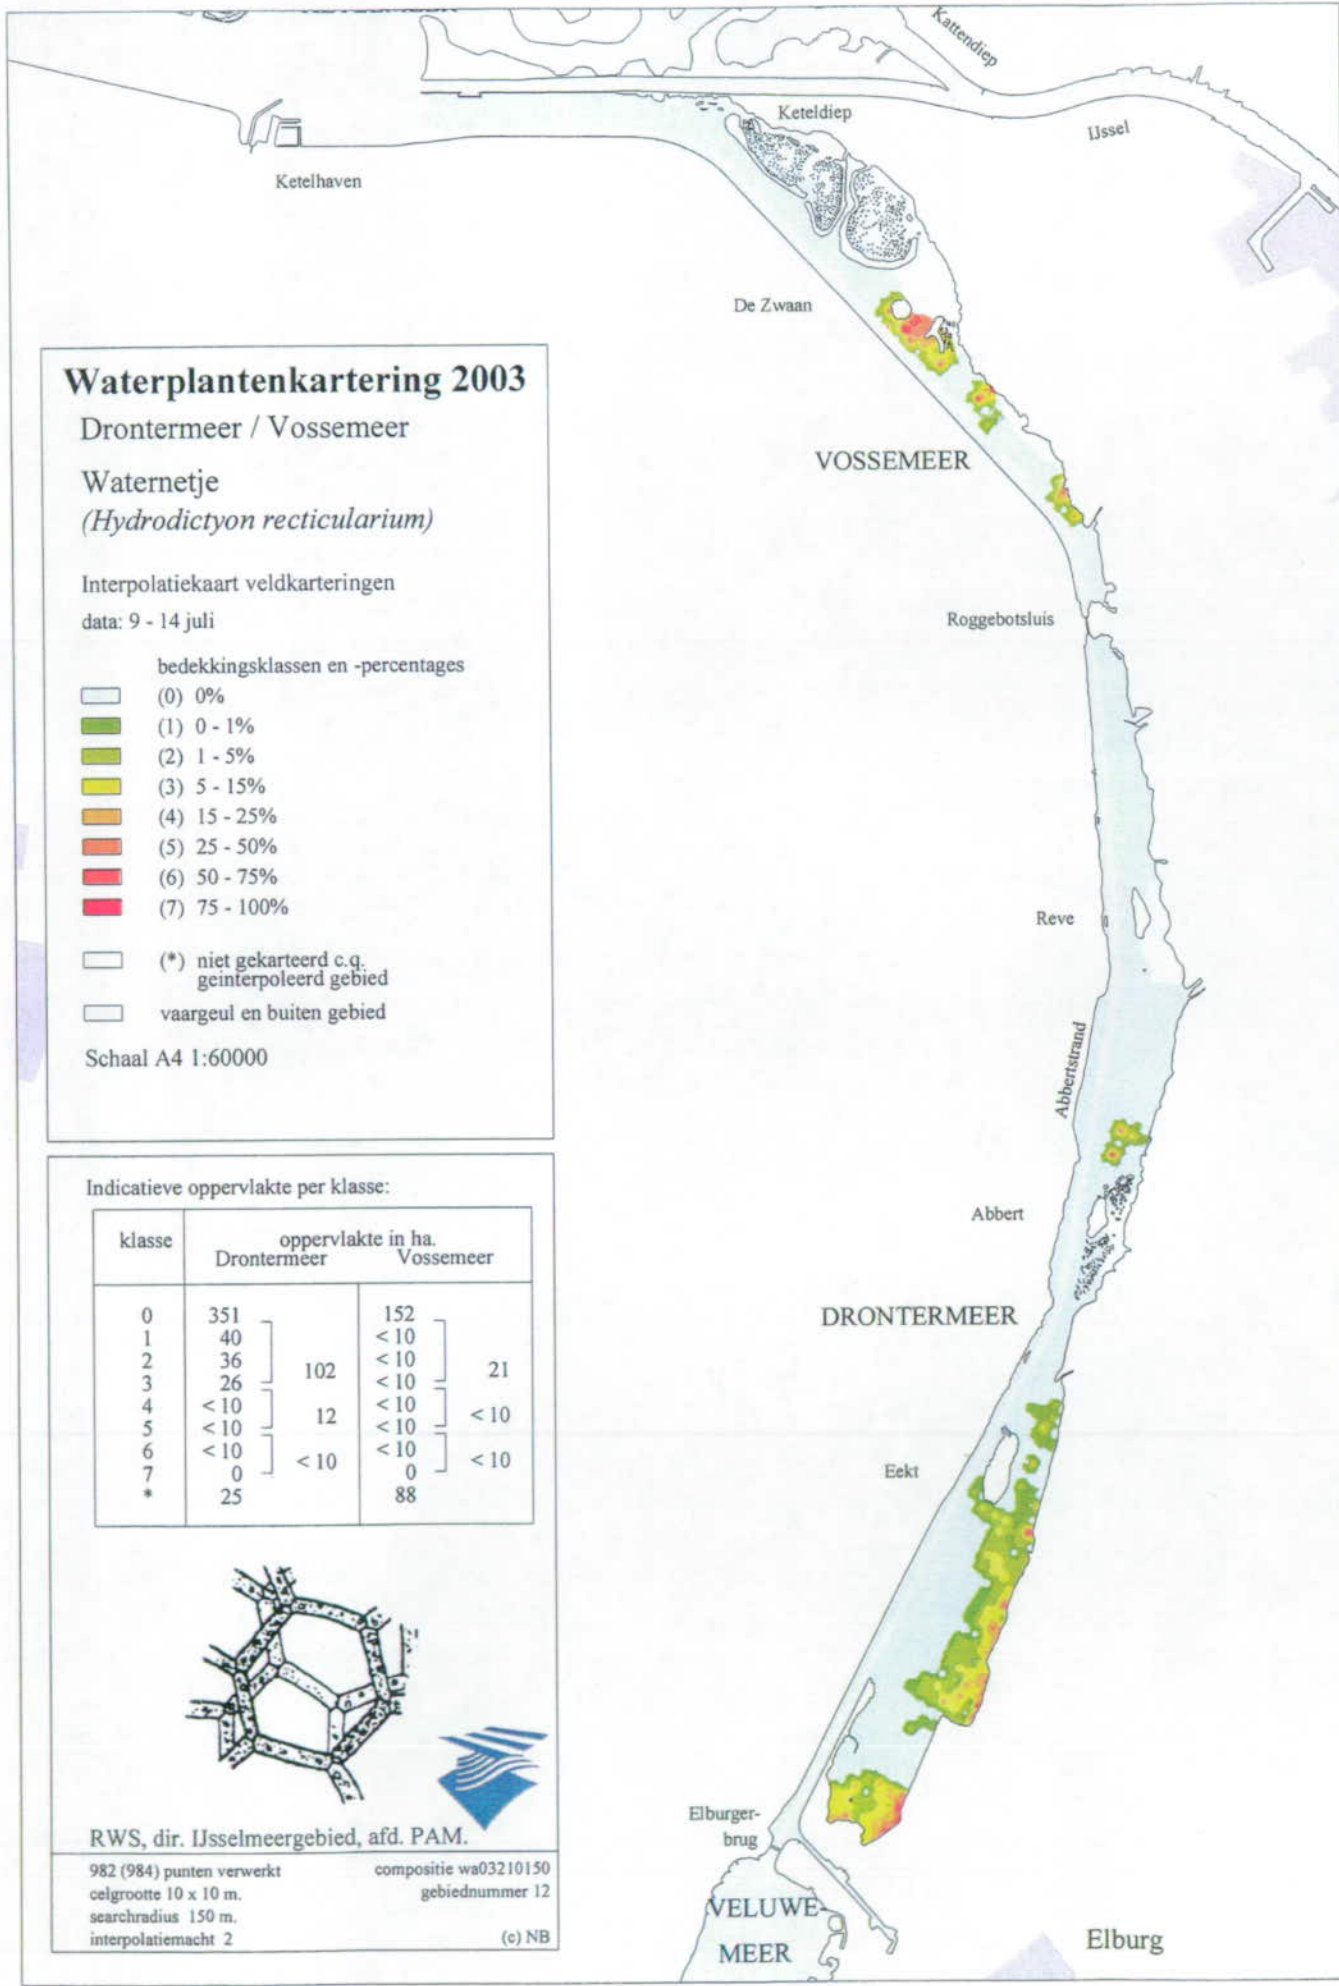 Kattendiep
Keteldiep
IJssel
Ketelhaven
De Zwaan
Waterplantenkartering 2003
Drontermeer / Vossemeer
Waternetje
(Hydrodictyon recticularium)
Interpolatiekaart veldkarteringen
data: 9 - 14 juli
bedekkingsklassen en -percentages
(0) 0%
(1) 0 - 1%
(2) 1 - 5%
(3) 5 - 15%
(4) 15 - 25%
(5) 25 - 50%
(6) 50 - 75%
(7) 75 - 100%
(*) niet gekarteerd c.q.
geinterpoleerd gebied
vaargeul en buiten gebied
Schaal A4 1:60000
VOSSEMEER
Roggebotsluis
Reve
Abbertstrand
Abbert
DRONTERMEER
Eekt
Elburger-
brug
VELUWE-
MEER
Elburg
Indicatieve oppervlakte per klasse:
klasse oppervlakte in ha.
Drontermeer Vossemeer
0 351 152
1 40 < 10
2 36 102 < 10 21
3 26 < 10
4 < 10 12 < 10 < 10
5 < 10 < 10
6 < 10 < 10 < 10 < 10
7 0 0
* 25 88
RWS, dir. IJsselmeergebied, afd. PAM.
982 (984) punten verwerkt compositie wa03210150
celgrootte 10 x 10 m. gebiednummer 12
searchradius 150 m.
interpolatiemacht 2 (c) NB